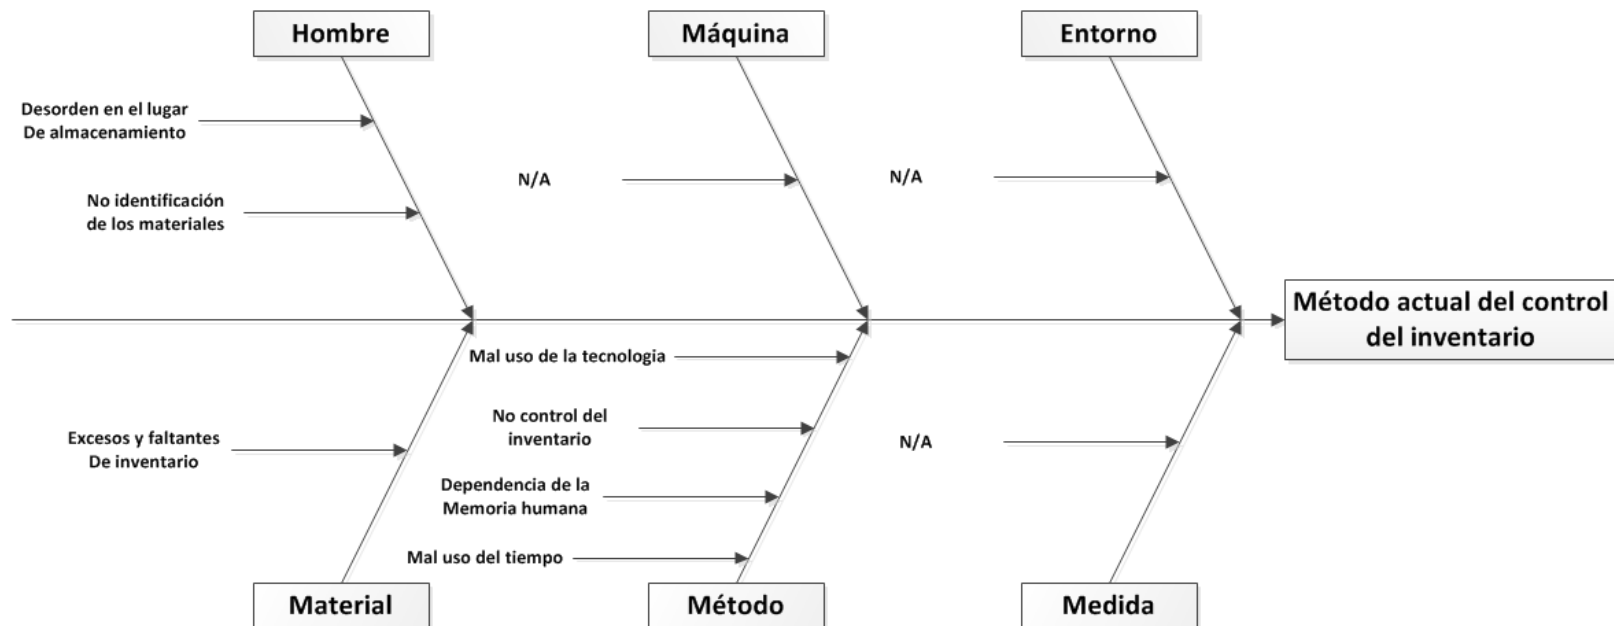 Hombre
Máquina
Entorno
Desorden en el lugar
De almacenamiento
No identificación
de los materiales
N/A
N/A
Método actual del control
del inventario
Mal uso de la tecnologia
No control del
inventario
Excesos y faltantes
De inventario
N/A
Dependencia de la
Memoria humana
Mal uso del tiempo
Material
Método
Medida